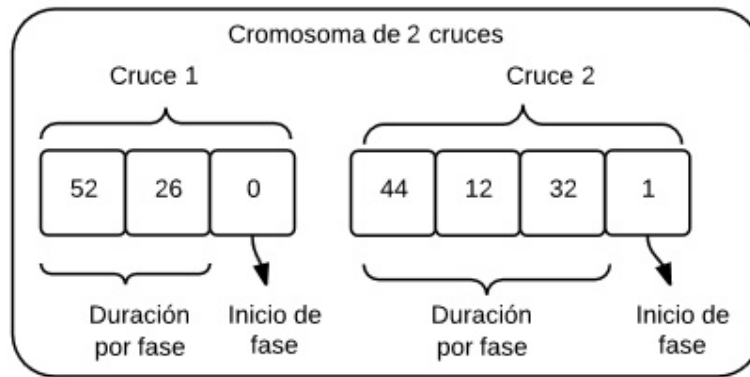 Cromosoma de 2 cruces
Cruce 1
Cruce 2
52 26 0
44 12 32 1
Duración
por fase
Inicio de
fase
Duración
por fase
Inicio de
fase